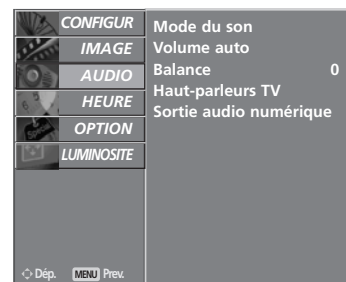 CONFIGUR
IMAGE
AUDIO
HEURE
OPTION
LUMINOSITE
Mode du son
Volume auto
Balance 0
Haut-parleurs TV
Sortie audio numérique
Dép. MENU Prev.